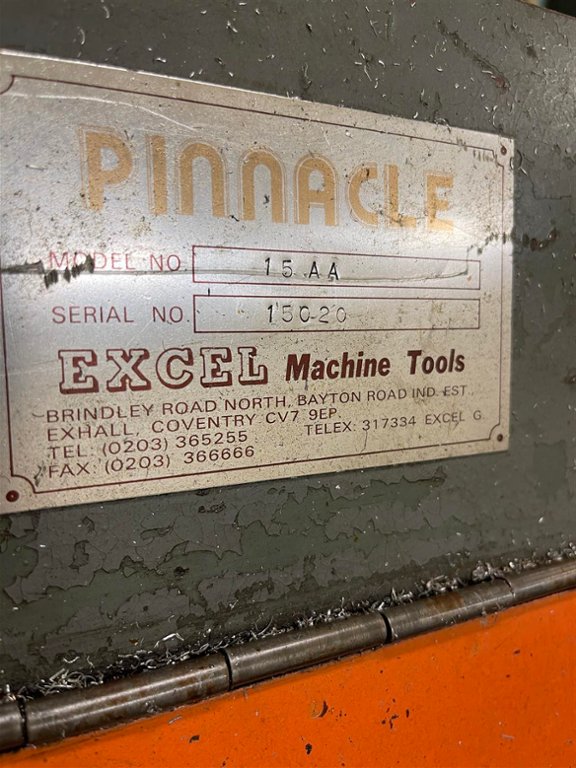 PINNACLE
MODEL NO 15 AA
SERIAL NO. 150-20
EXCEL Machine Tools
BRINDLEY ROAD NORTH, BAYTON ROAD IND. EST.,
EXHALL, COVENTRY CV7 9EP.
TEL: (0203) 365255 TELEX: 317334 EXCEL G
FAX: (0203) 366666